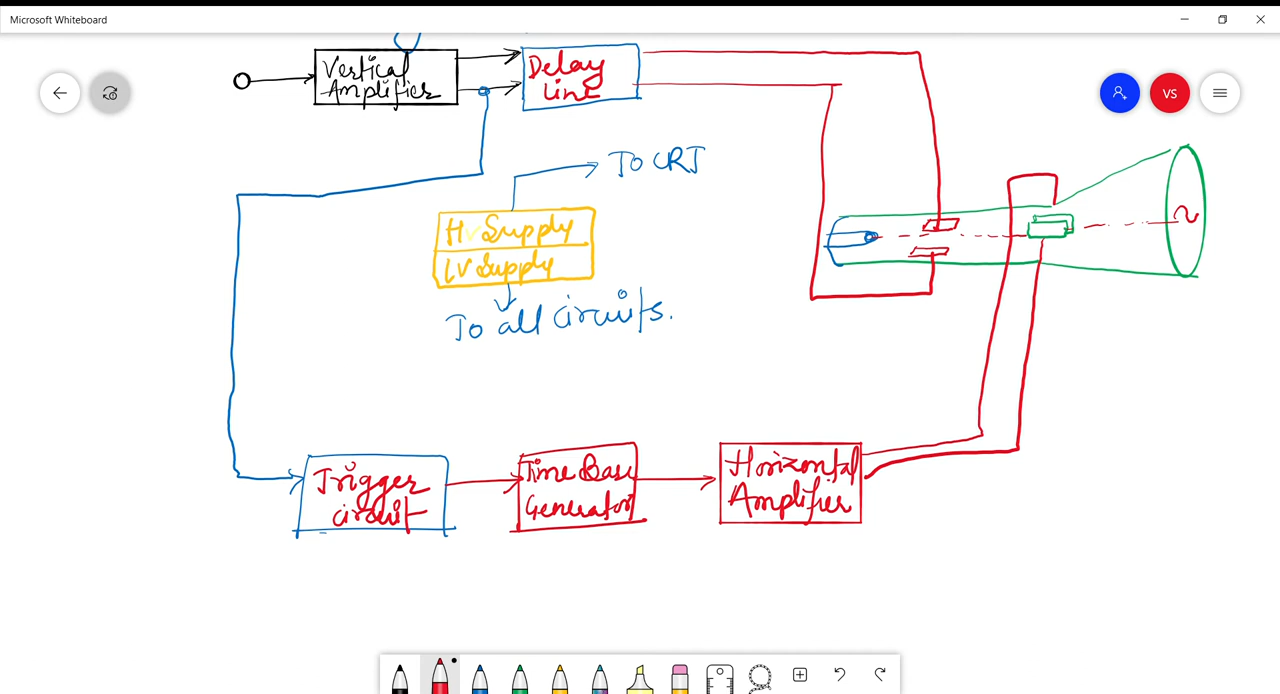 Microsoft Whiteboard
Vertical
Amplifier
Delay
Line
VS
To CRT
HV Supply
LV Supply
To all circuits.
Trigger
circuit
Time Base
Generator
Horizontal
Amplifier